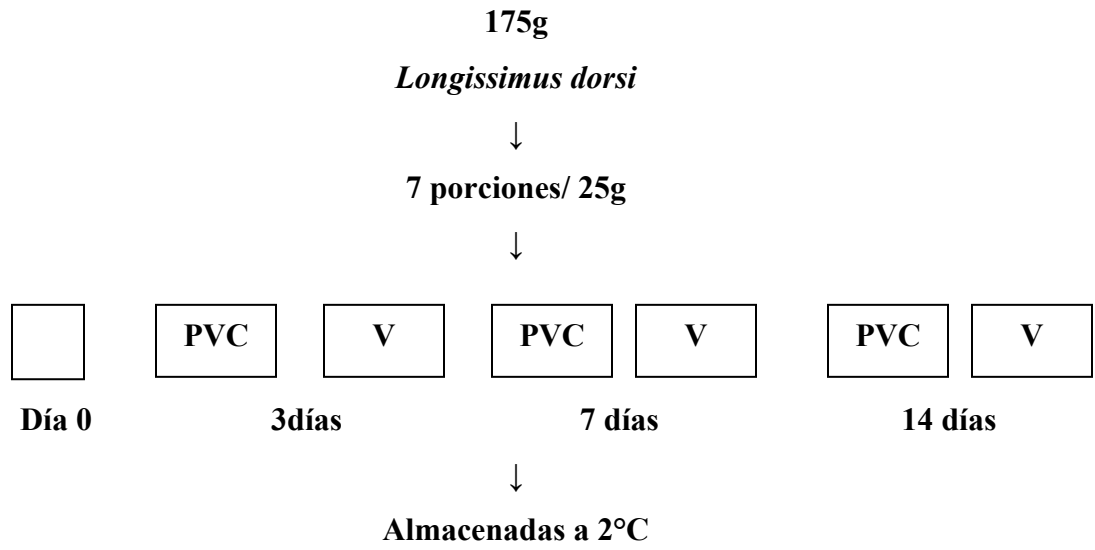 175g
Longissimus dorsi
↓
7 porciones/ 25g
↓
PVC V PVC V PVC V
Día 0 3días 7 días 14 días
↓
Almacenadas a 2°C